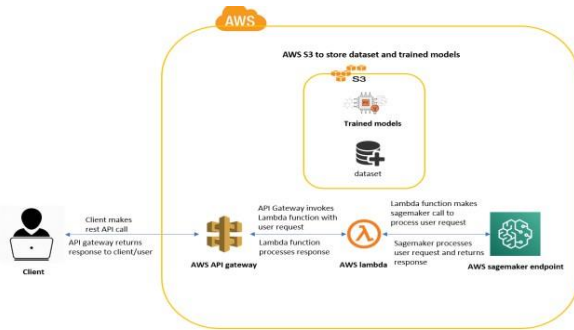 AWS
AWS S3 to store dataset and trained models
S3
Trained models
dataset
Client makes
rest API call
API gateway returns
response to client/user
Client
API Gateway invokes
Lambda function with
user request
Lambda function
processes response
AWS API gateway
AWS lambda
Lambda function makes
sagemaker call to
process user request
Sagemaker processes
user request and returns
response
AWS sagemaker endpoint